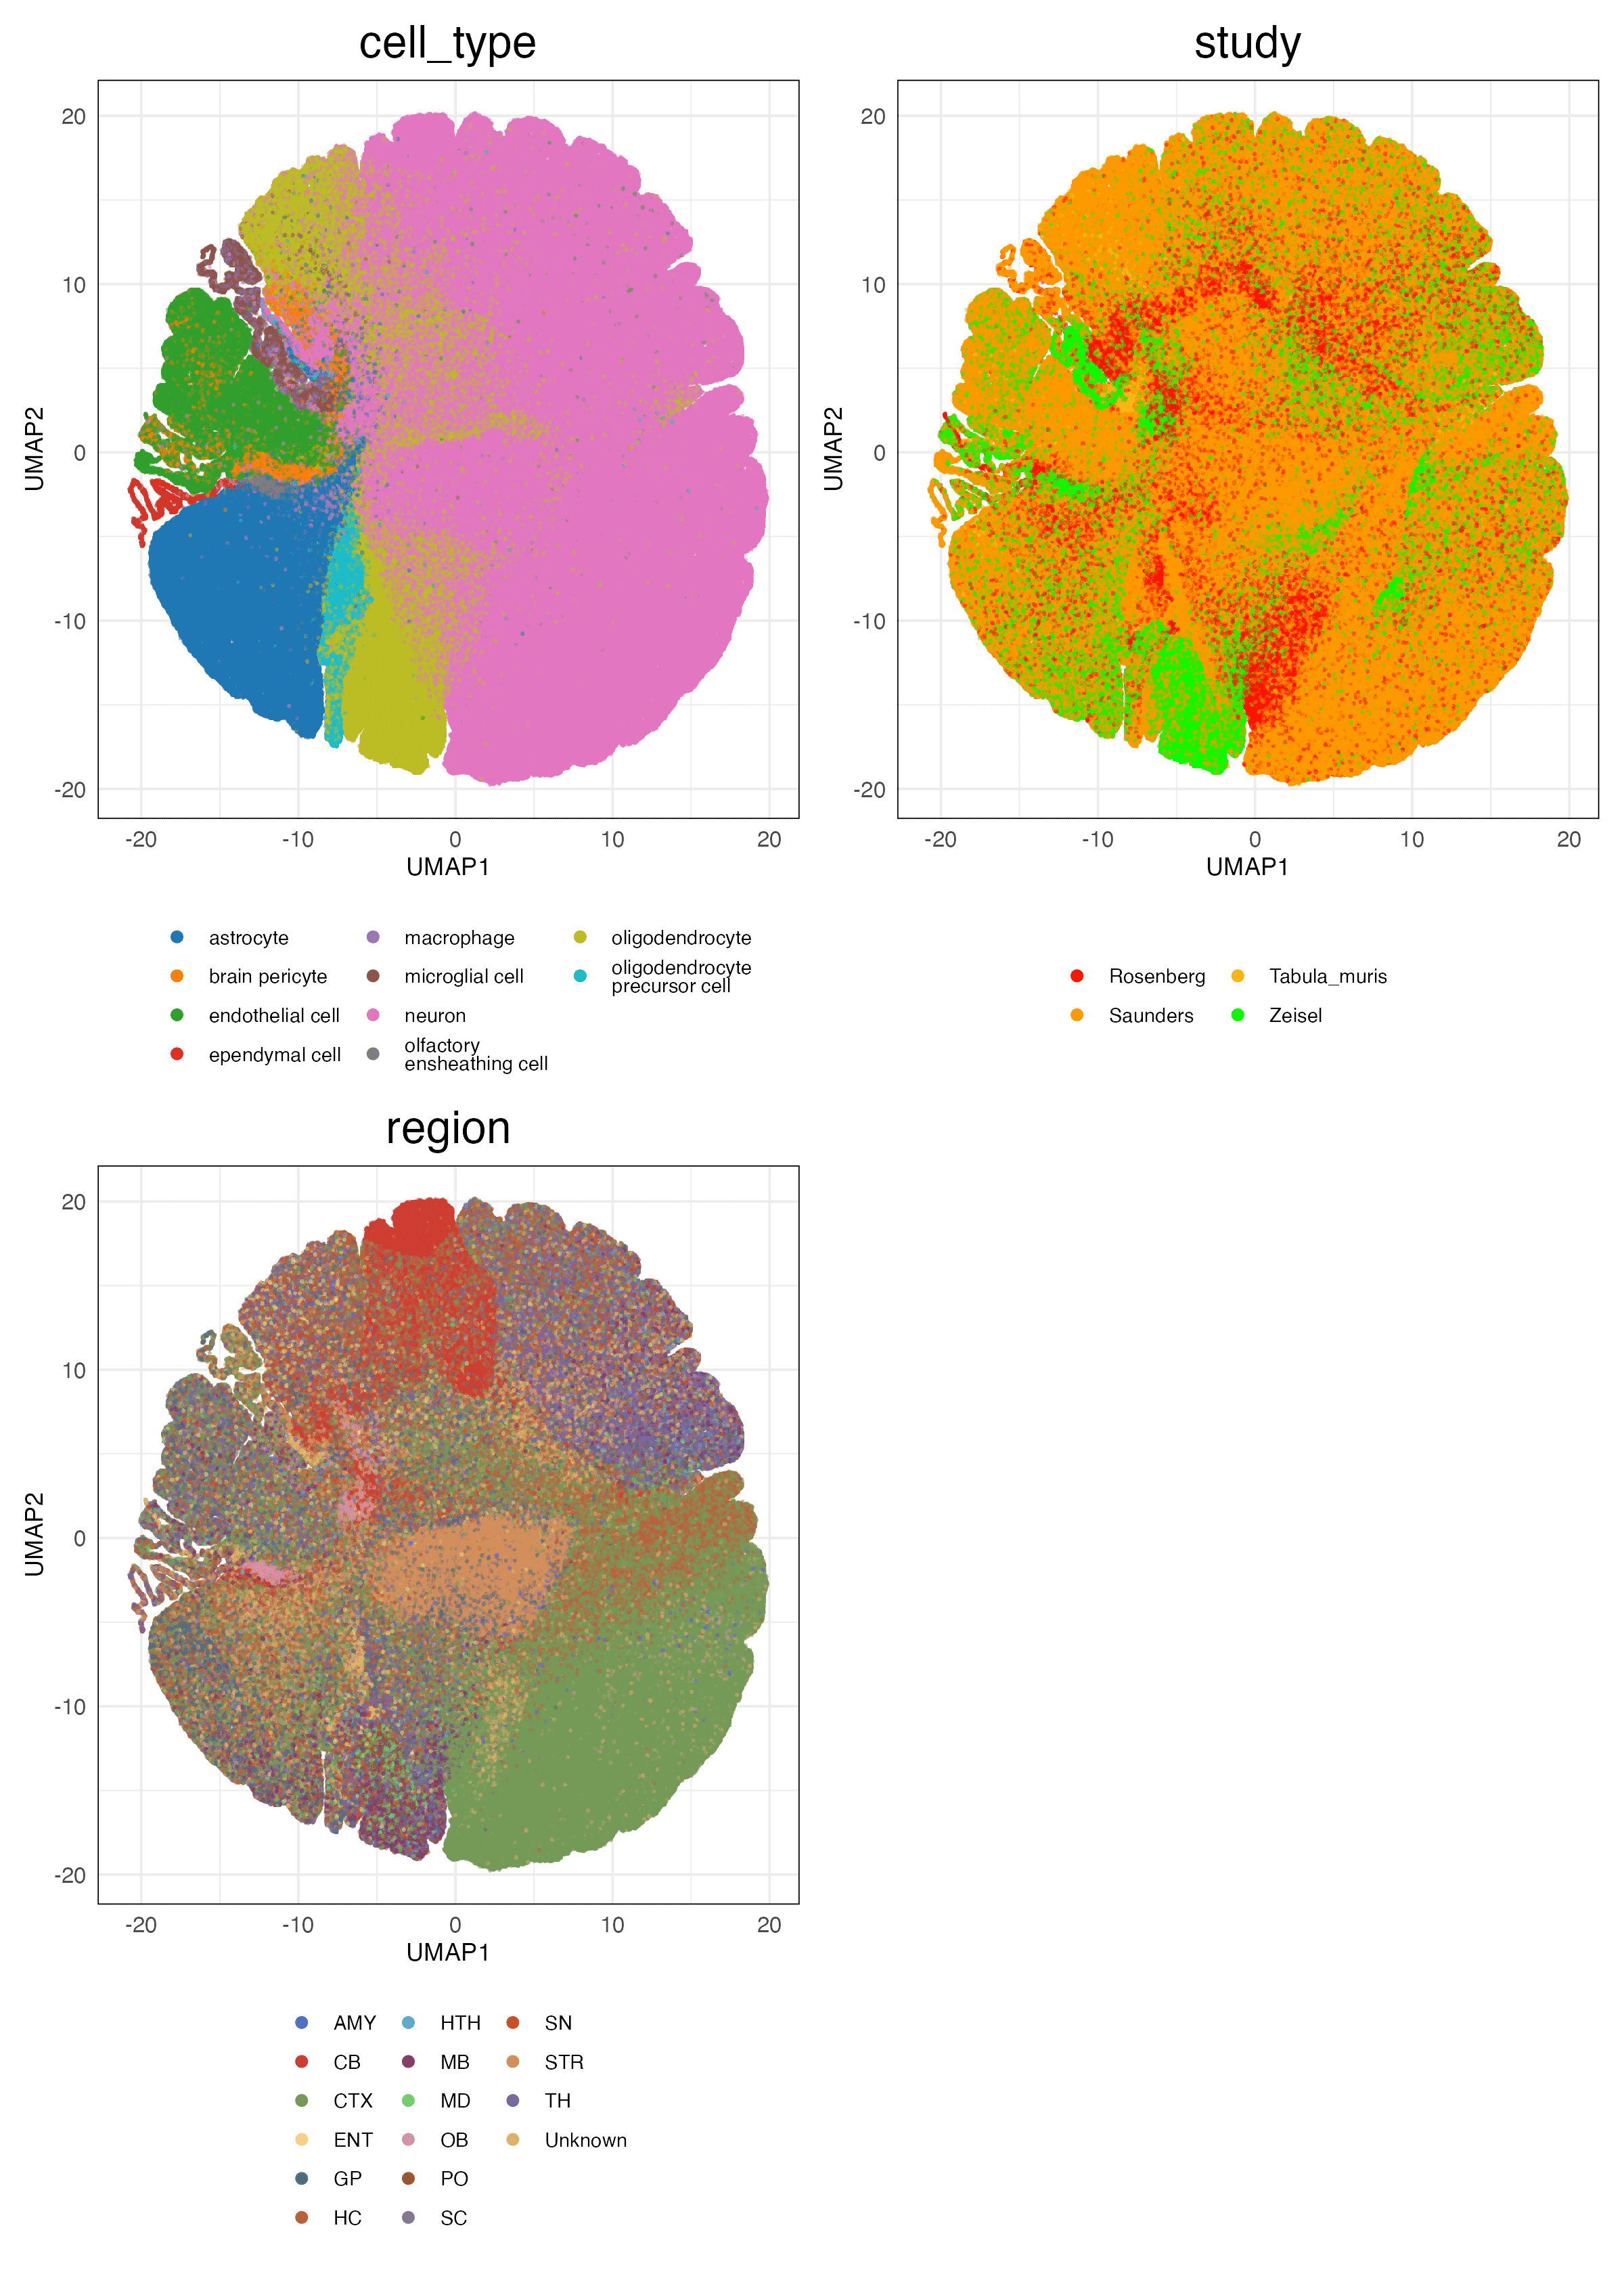 cell_type
study
20
10
0
-10
-20
UMAP2
-20
-10
0
10
20
UMAP1
20
10
0
-10
-20
UMAP2
-20
-10
0
10
20
UMAP1
astrocyte
brain pericyte
endothelial cell
ependymal cell
macrophage
microglial cell
neuron
olfactory
ensheathing cell
oligodendrocyte
oligodendrocyte
precursor cell
Rosenberg
Saunders
Tabula_muris
Zeisel
region
20
10
0
-10
-20
UMAP2
-20
-10
0
10
20
UMAP1
AMY
CB
CTX
ENT
GP
HC
HTH
MB
MD
OB
PO
SC
SN
STR
TH
Unknown